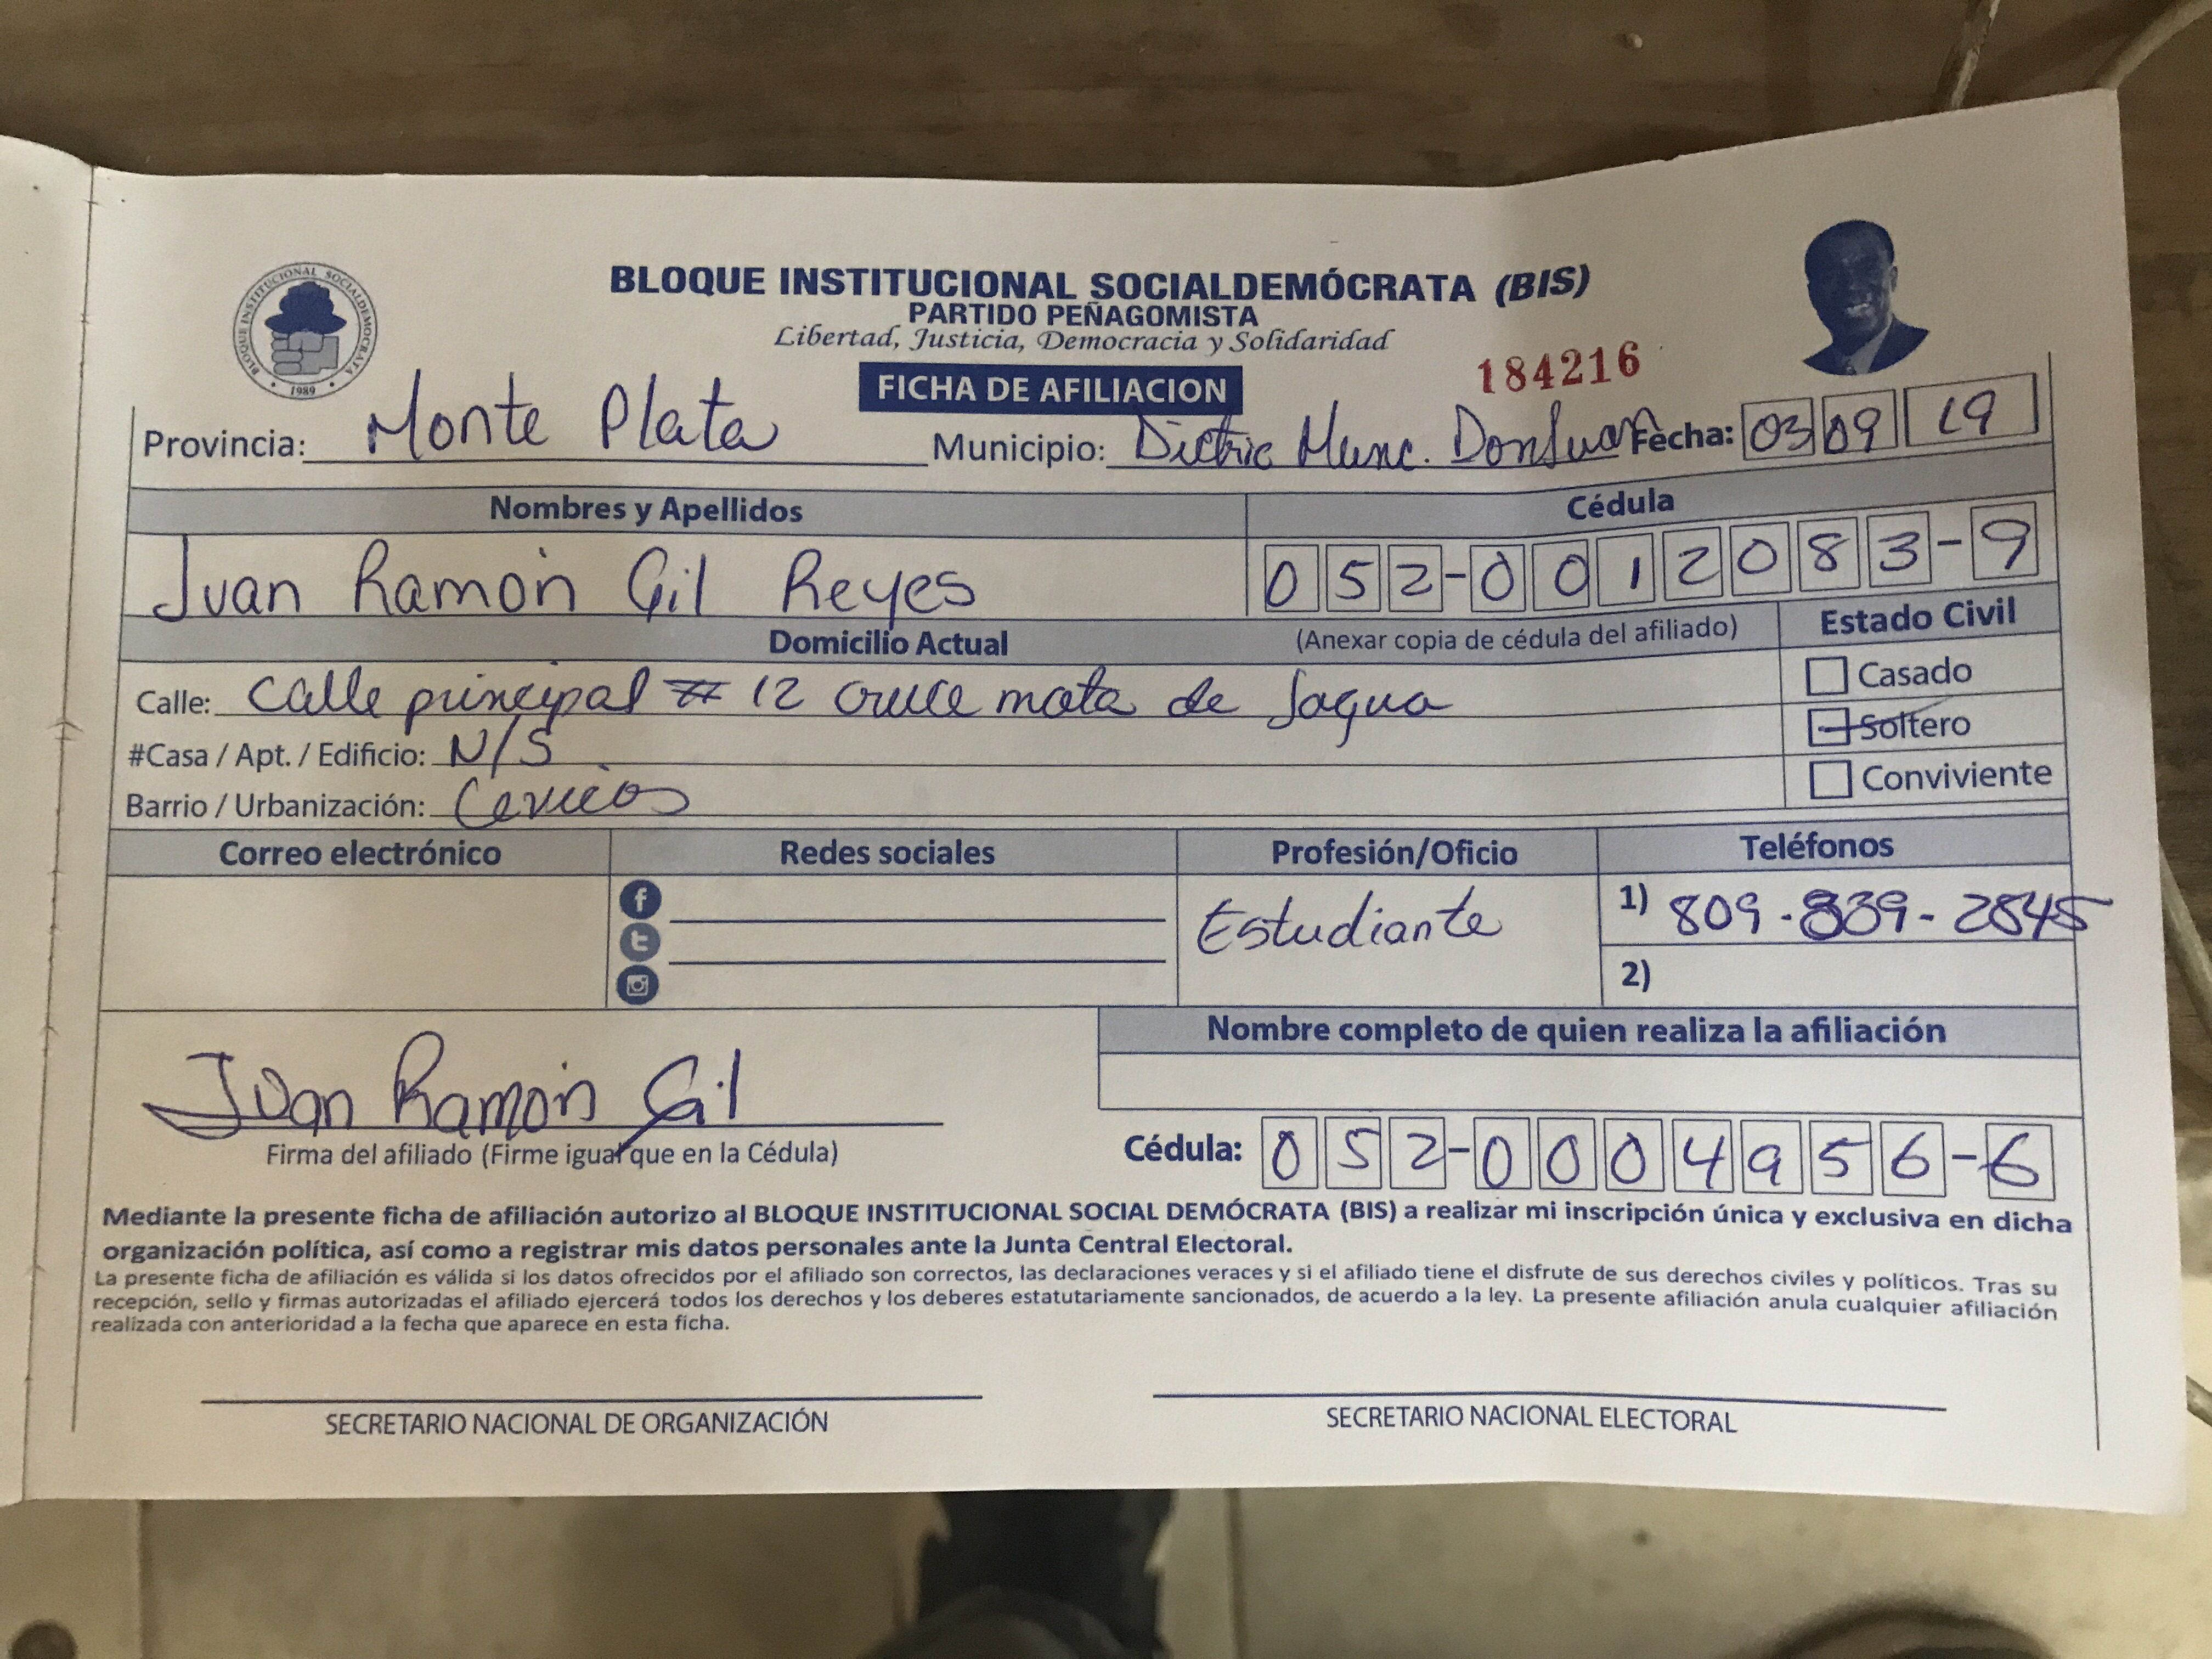 BLOQUE INSTITUCIONAL SOCIALDEMÓCRATA
1989
BLOQUE INSTITUCIONAL SOCIALDEMÓCRATA (BIS)
PARTIDO PEÑAGOMISTA
Libertad, Justicia, Democracia y Solidaridad
FICHA DE AFILIACION
184216
Provincia: Monte Plata Municipio: Munc. Don Juan Fecha: 03 09 19
Nombres y Apellidos Cédula
Juan Ramón Gil Reyes 052-0012083-9
Domicilio Actual (Anexar copia de cédula del afiliado) Estado Civil
Calle: Calle principal # 12 cruce mata de Casado
#Casa / Apt. / Edificio: N/S Soltero
Barrio / Urbanización: Conviviente
Correo electrónico Redes sociales Profesión/Oficio Teléfonos
Estudiante 1) 809-839-2845
2)
Nombre completo de quien realiza la afiliación
Juan Ramón Gil
Firma del afiliado (Firme igual que en la Cédula) Cédula: 052-0004956-6
Mediante la presente ficha de afiliación autorizo al BLOQUE INSTITUCIONAL SOCIAL DEMÓCRATA (BIS) a realizar mi inscripción única y exclusiva en dicha
organización política, así como a registrar mis datos personales ante la Junta Central Electoral.
La presente ficha de afiliación es válida si los datos ofrecidos por el afiliado son correctos, las declaraciones veraces y si el afiliado tiene el disfrute de sus derechos civiles y políticos. Tras su
recepción, sello y firmas autorizadas el afiliado ejercerá todos los derechos y los deberes estatutariamente sancionados, de acuerdo a la ley. La presente afiliación anula cualquier afiliación
realizada con anterioridad a la fecha que aparece en esta ficha.
SECRETARIO NACIONAL DE ORGANIZACIÓN SECRETARIO NACIONAL ELECTORAL